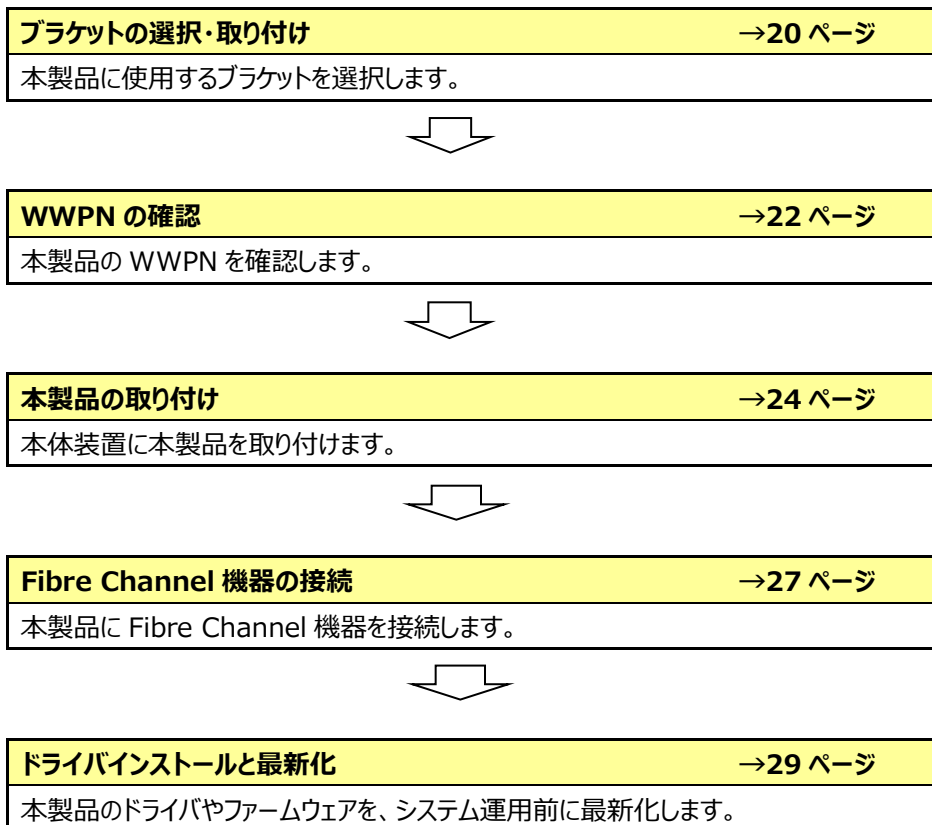 ブラケットの選択・取り付け →20 ページ
本製品に使用するブラケットを選択します。
WWPN の確認 →22 ページ
本製品の WWPN を確認します。
本製品の取り付け →24 ページ
本体装置に本製品を取り付けます。
Fibre Channel 機器の接続 →27 ページ
本製品に Fibre Channel 機器を接続します。
ドライバインストールと最新化 →29 ページ
本製品のドライバやファームウェアを、システム運用前に最新化します。